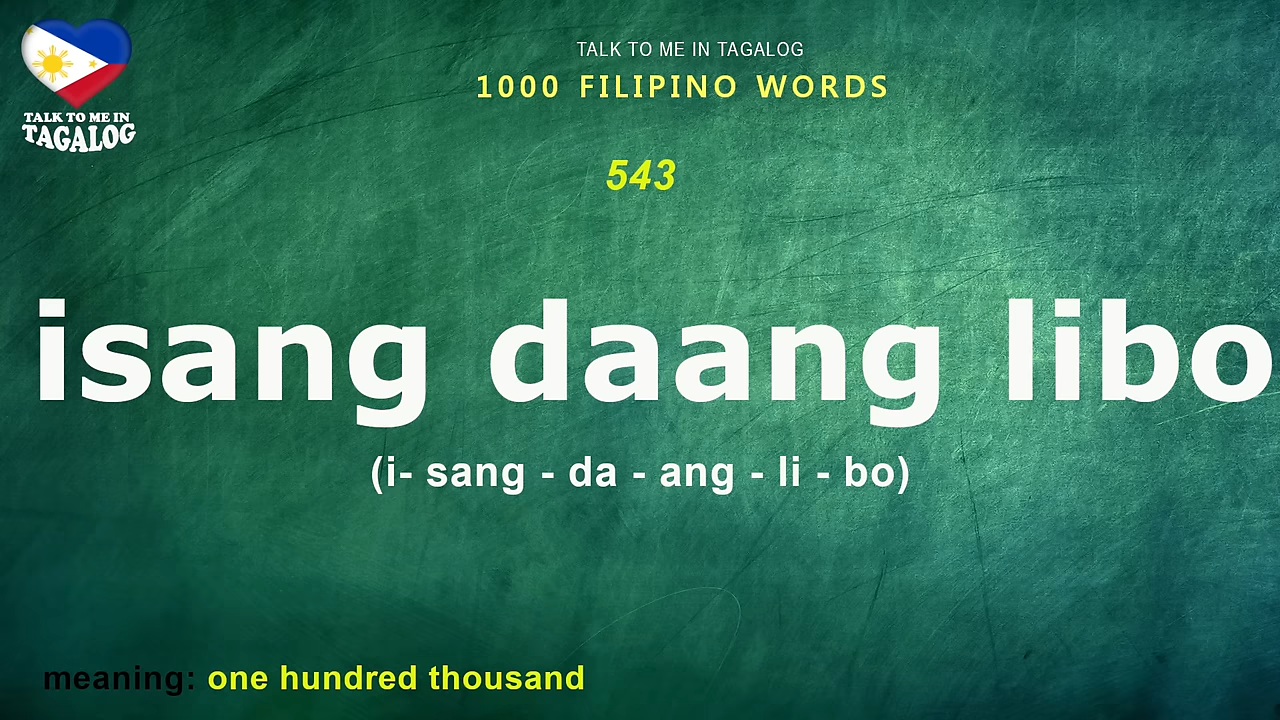 TALK TO ME IN
TAGALOG
TALK TO ME IN TAGALOG
1000 FILIPINO WORDS
543
isang daang libo
(i- sang - da - ang - li - bo)
meaning: one hundred thousand